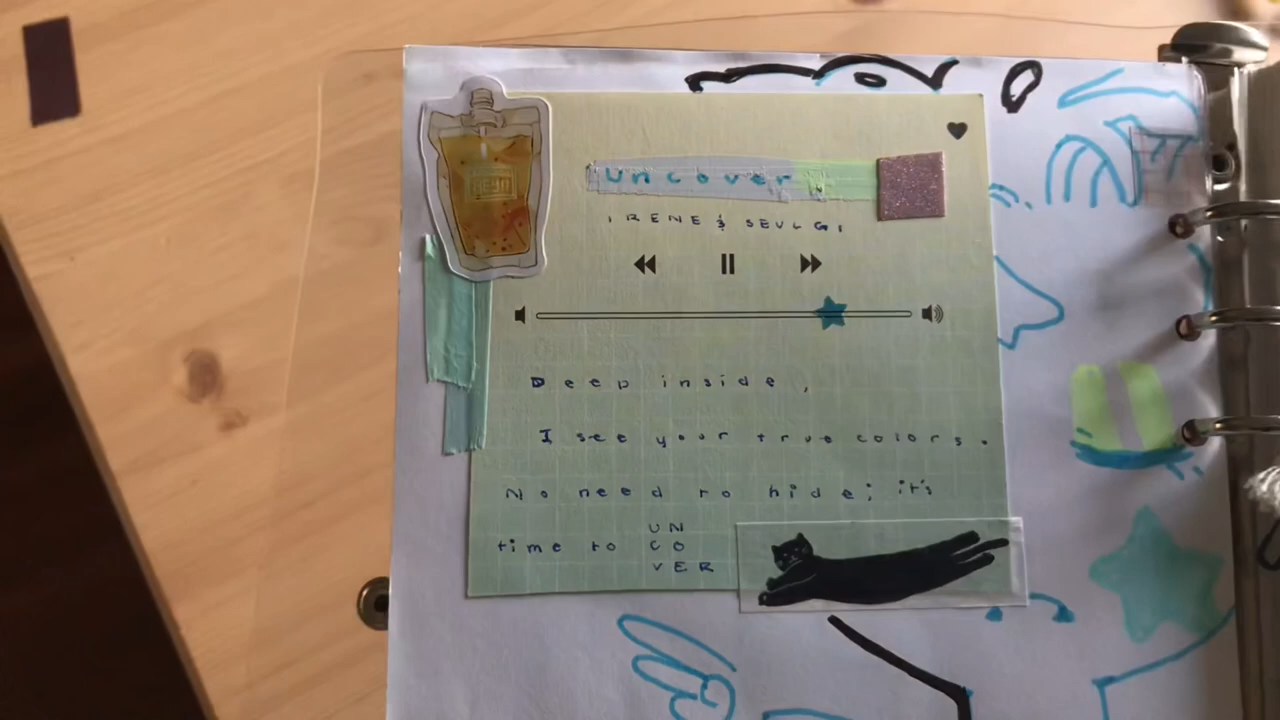 uncover
IRENE & SEULGI
Deep inside,
I see your true colors.
No need to hide; it's
time to UN
CO
VER